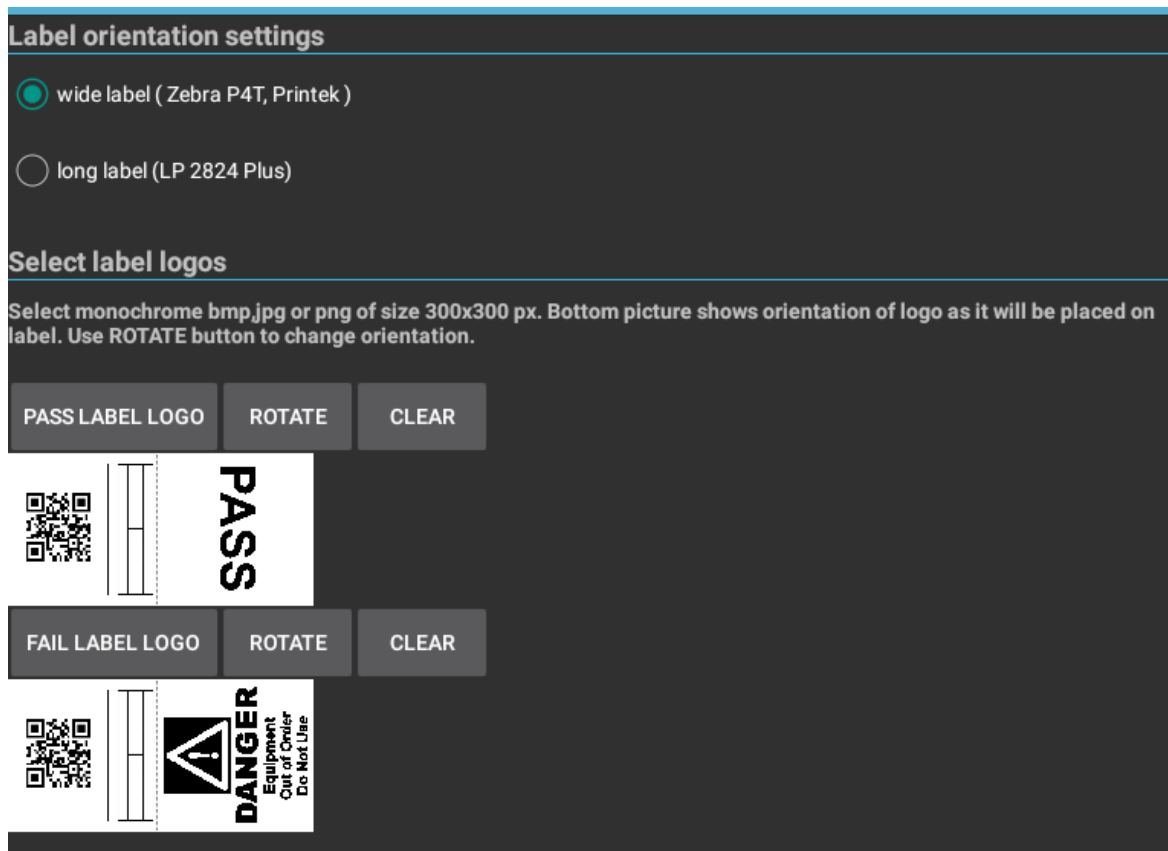 Label orientation settings
wide label ( Zebra P4T, Printek )
long label (LP 2824 Plus)
Select label logos
Select monochrome bmp,jpg or png of size 300x300 px. Bottom picture shows orientation of logo as it will be placed on
label. Use ROTATE button to change orientation.
PASS LABEL LOGO ROTATE CLEAR
PASS
FAIL LABEL LOGO ROTATE CLEAR
DANGER
Equipment
Out of Order
Do Not Use